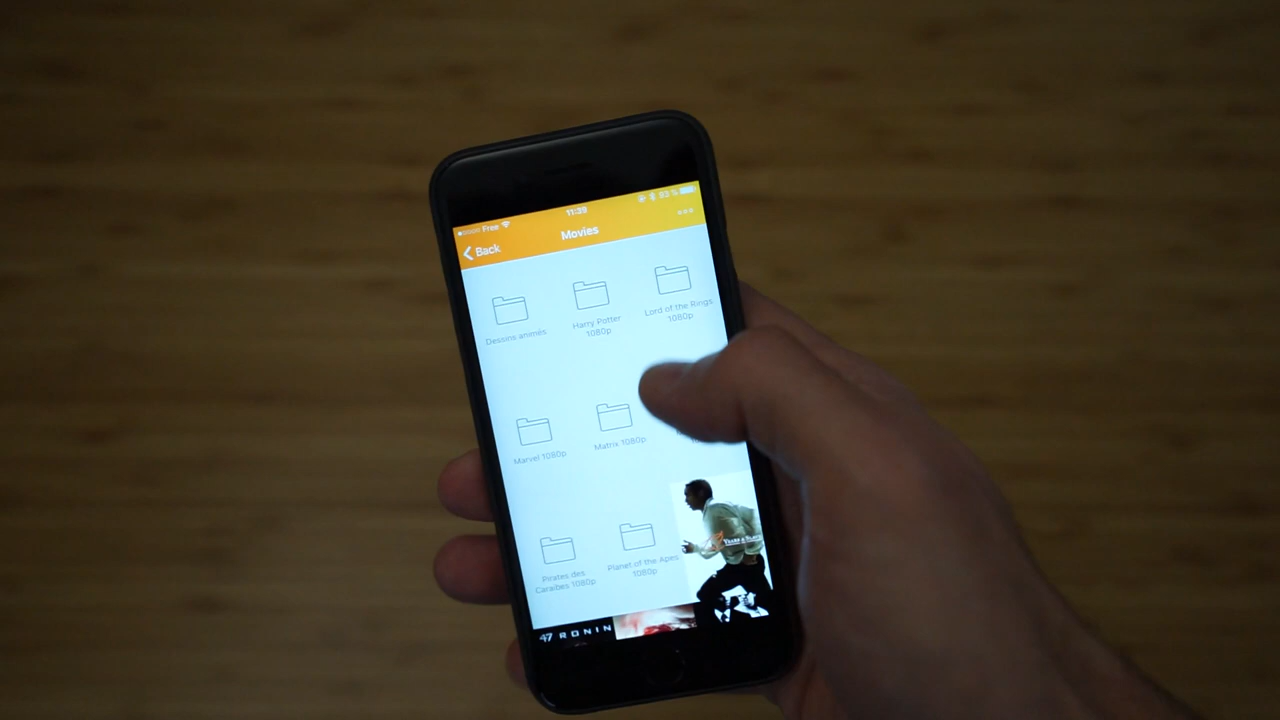 Free 11:39 93 %
Back Movies
Dessins animés
Harry Potter
1080p
Lord of the Rings
1080p
Marvel 1080p
Matrix 1080p
Pirates des
Caraïbes 1080p
Planet of the Apes
1080p
47 RONIN